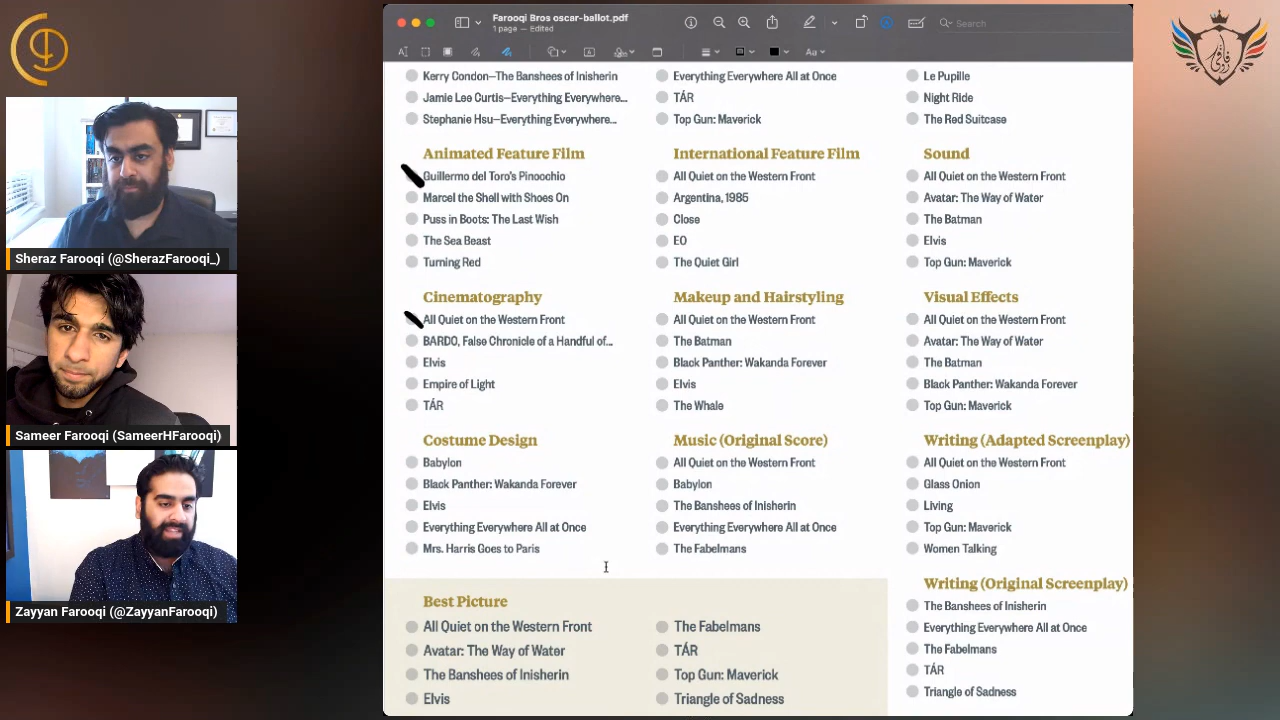 Farooqi Bros oscar-ballot.pdf
1 page — Edited
Search
Aa
Sheraz Farooqi (@SherazFarooqi_)
Sameer Farooqi (SameerHFarooqi)
Zayyan Farooqi (@ZayyanFarooqi)
Kerry Condon—The Banshees of Inisherin
Jamie Lee Curtis—Everything Everywhere...
Stephanie Hsu—Everything Everywhere...
Animated Feature Film
Guillermo del Toro's Pinocchio
Marcel the Shell with Shoes On
Puss in Boots: The Last Wish
The Sea Beast
Turning Red
Cinematography
All Quiet on the Western Front
BARDO, False Chronicle of a Handful of...
Elvis
Empire of Light
TÁR
Costume Design
Babylon
Black Panther: Wakanda Forever
Elvis
Everything Everywhere All at Once
Mrs. Harris Goes to Paris
Everything Everywhere All at Once
TÁR
Top Gun: Maverick
International Feature Film
All Quiet on the Western Front
Argentina, 1985
Close
EO
The Quiet Girl
Makeup and Hairstyling
All Quiet on the Western Front
The Batman
Black Panther: Wakanda Forever
Elvis
The Whale
Music (Original Score)
All Quiet on the Western Front
Babylon
The Banshees of Inisherin
Everything Everywhere All at Once
The Fabelmans
Best Picture
All Quiet on the Western Front
Avatar: The Way of Water
The Banshees of Inisherin
Elvis
The Fabelmans
TÁR
Top Gun: Maverick
Triangle of Sadness
Le Pupille
Night Ride
The Red Suitcase
Sound
All Quiet on the Western Front
Avatar: The Way of Water
The Batman
Elvis
Top Gun: Maverick
Visual Effects
All Quiet on the Western Front
Avatar: The Way of Water
The Batman
Black Panther: Wakanda Forever
Top Gun: Maverick
Writing (Adapted Screenplay)
All Quiet on the Western Front
Glass Onion
Living
Top Gun: Maverick
Women Talking
Writing (Original Screenplay)
The Banshees of Inisherin
Everything Everywhere All at Once
The Fabelmans
TÁR
Triangle of Sadness